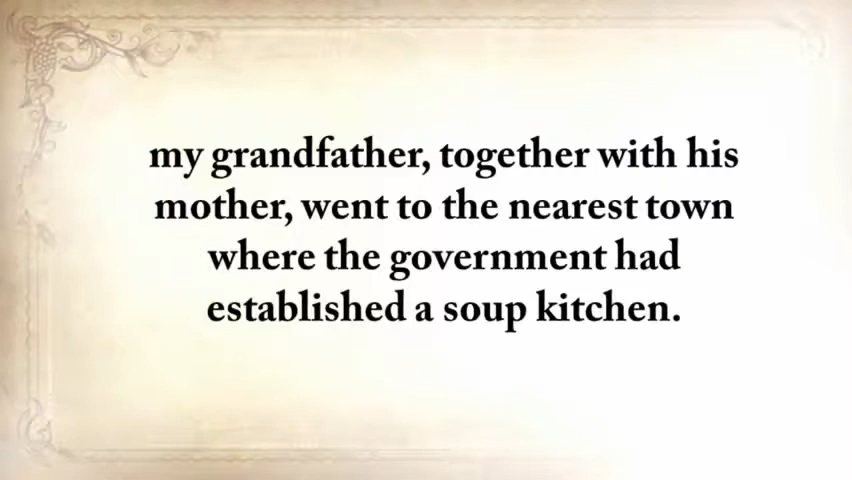 my grandfather, together with his
mother, went to the nearest town
where the government had
established a soup kitchen.